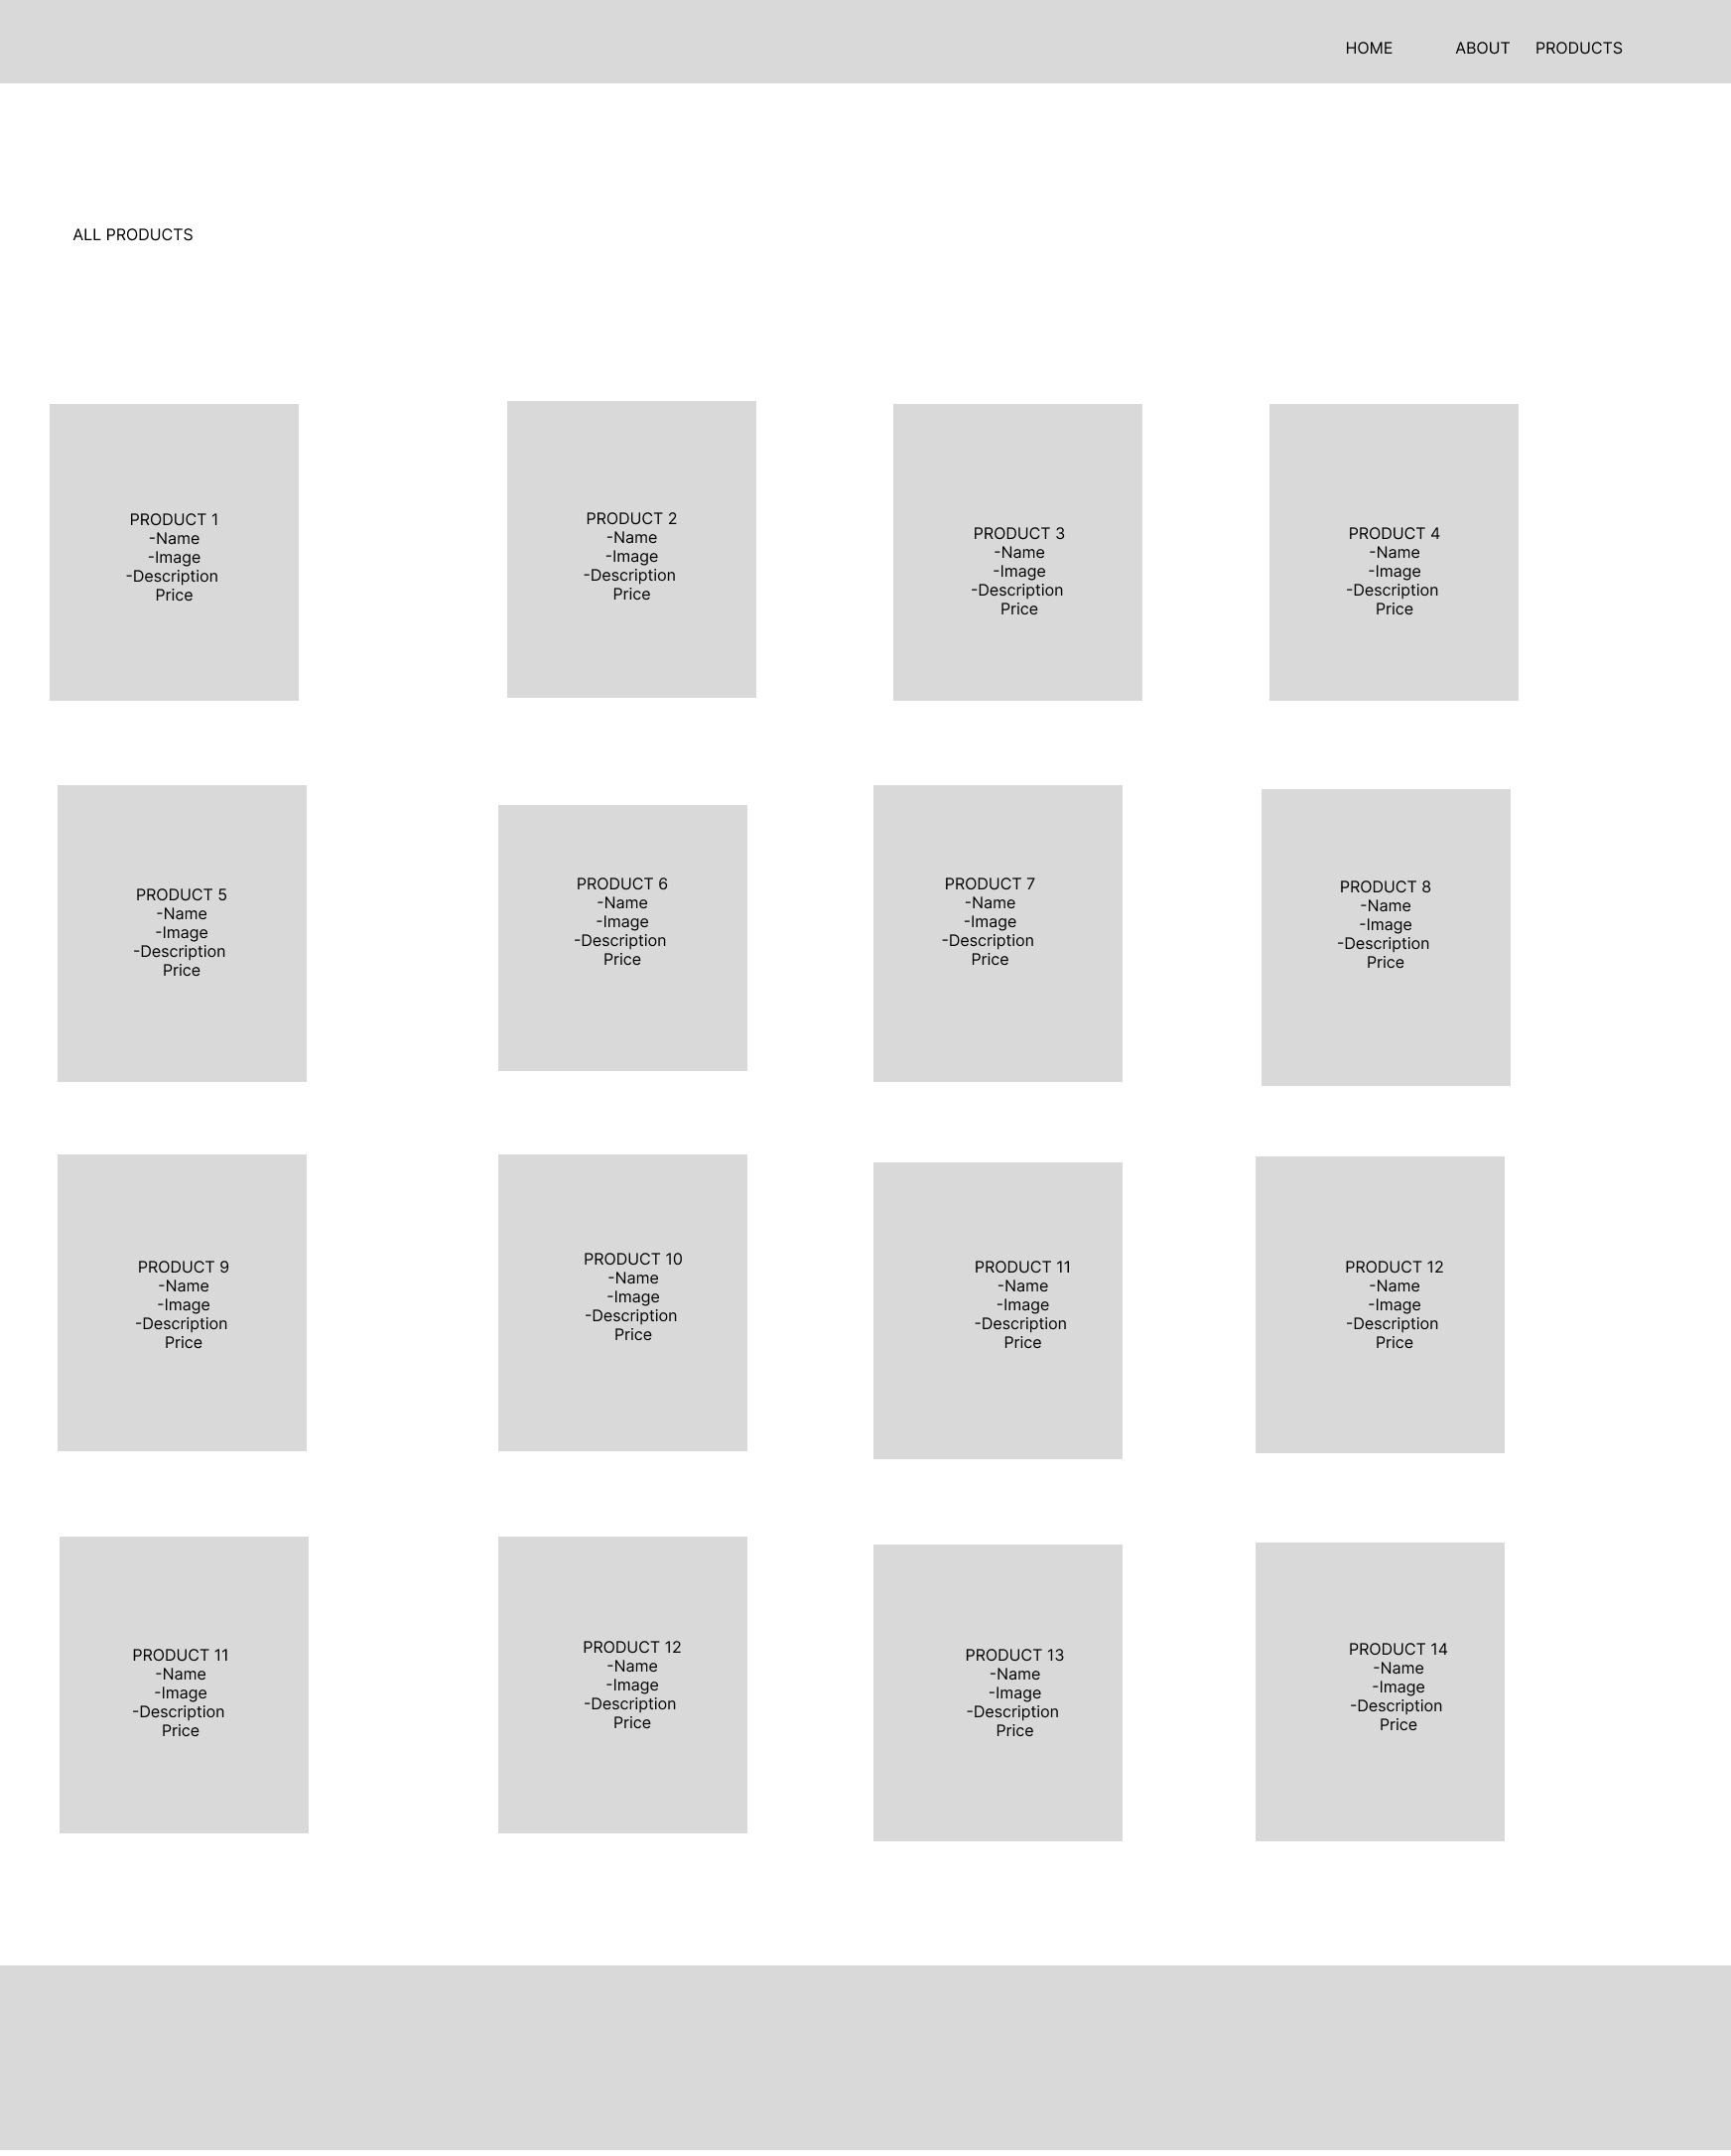 HOME ABOUT PRODUCTS
ALL PRODUCTS
PRODUCT 1
-Name
-Image
-Description
Price
PRODUCT 2
-Name
-Image
-Description
Price
PRODUCT 3
-Name
-Image
-Description
Price
PRODUCT 4
-Name
-Image
-Description
Price
PRODUCT 5
-Name
-Image
-Description
Price
PRODUCT 6
-Name
-Image
-Description
Price
PRODUCT 7
-Name
-Image
-Description
Price
PRODUCT 8
-Name
-Image
-Description
Price
PRODUCT 9
-Name
-Image
-Description
Price
PRODUCT 10
-Name
-Image
-Description
Price
PRODUCT 11
-Name
-Image
-Description
Price
PRODUCT 12
-Name
-Image
-Description
Price
PRODUCT 11
-Name
-Image
-Description
Price
PRODUCT 12
-Name
-Image
-Description
Price
PRODUCT 13
-Name
-Image
-Description
Price
PRODUCT 14
-Name
-Image
-Description
Price